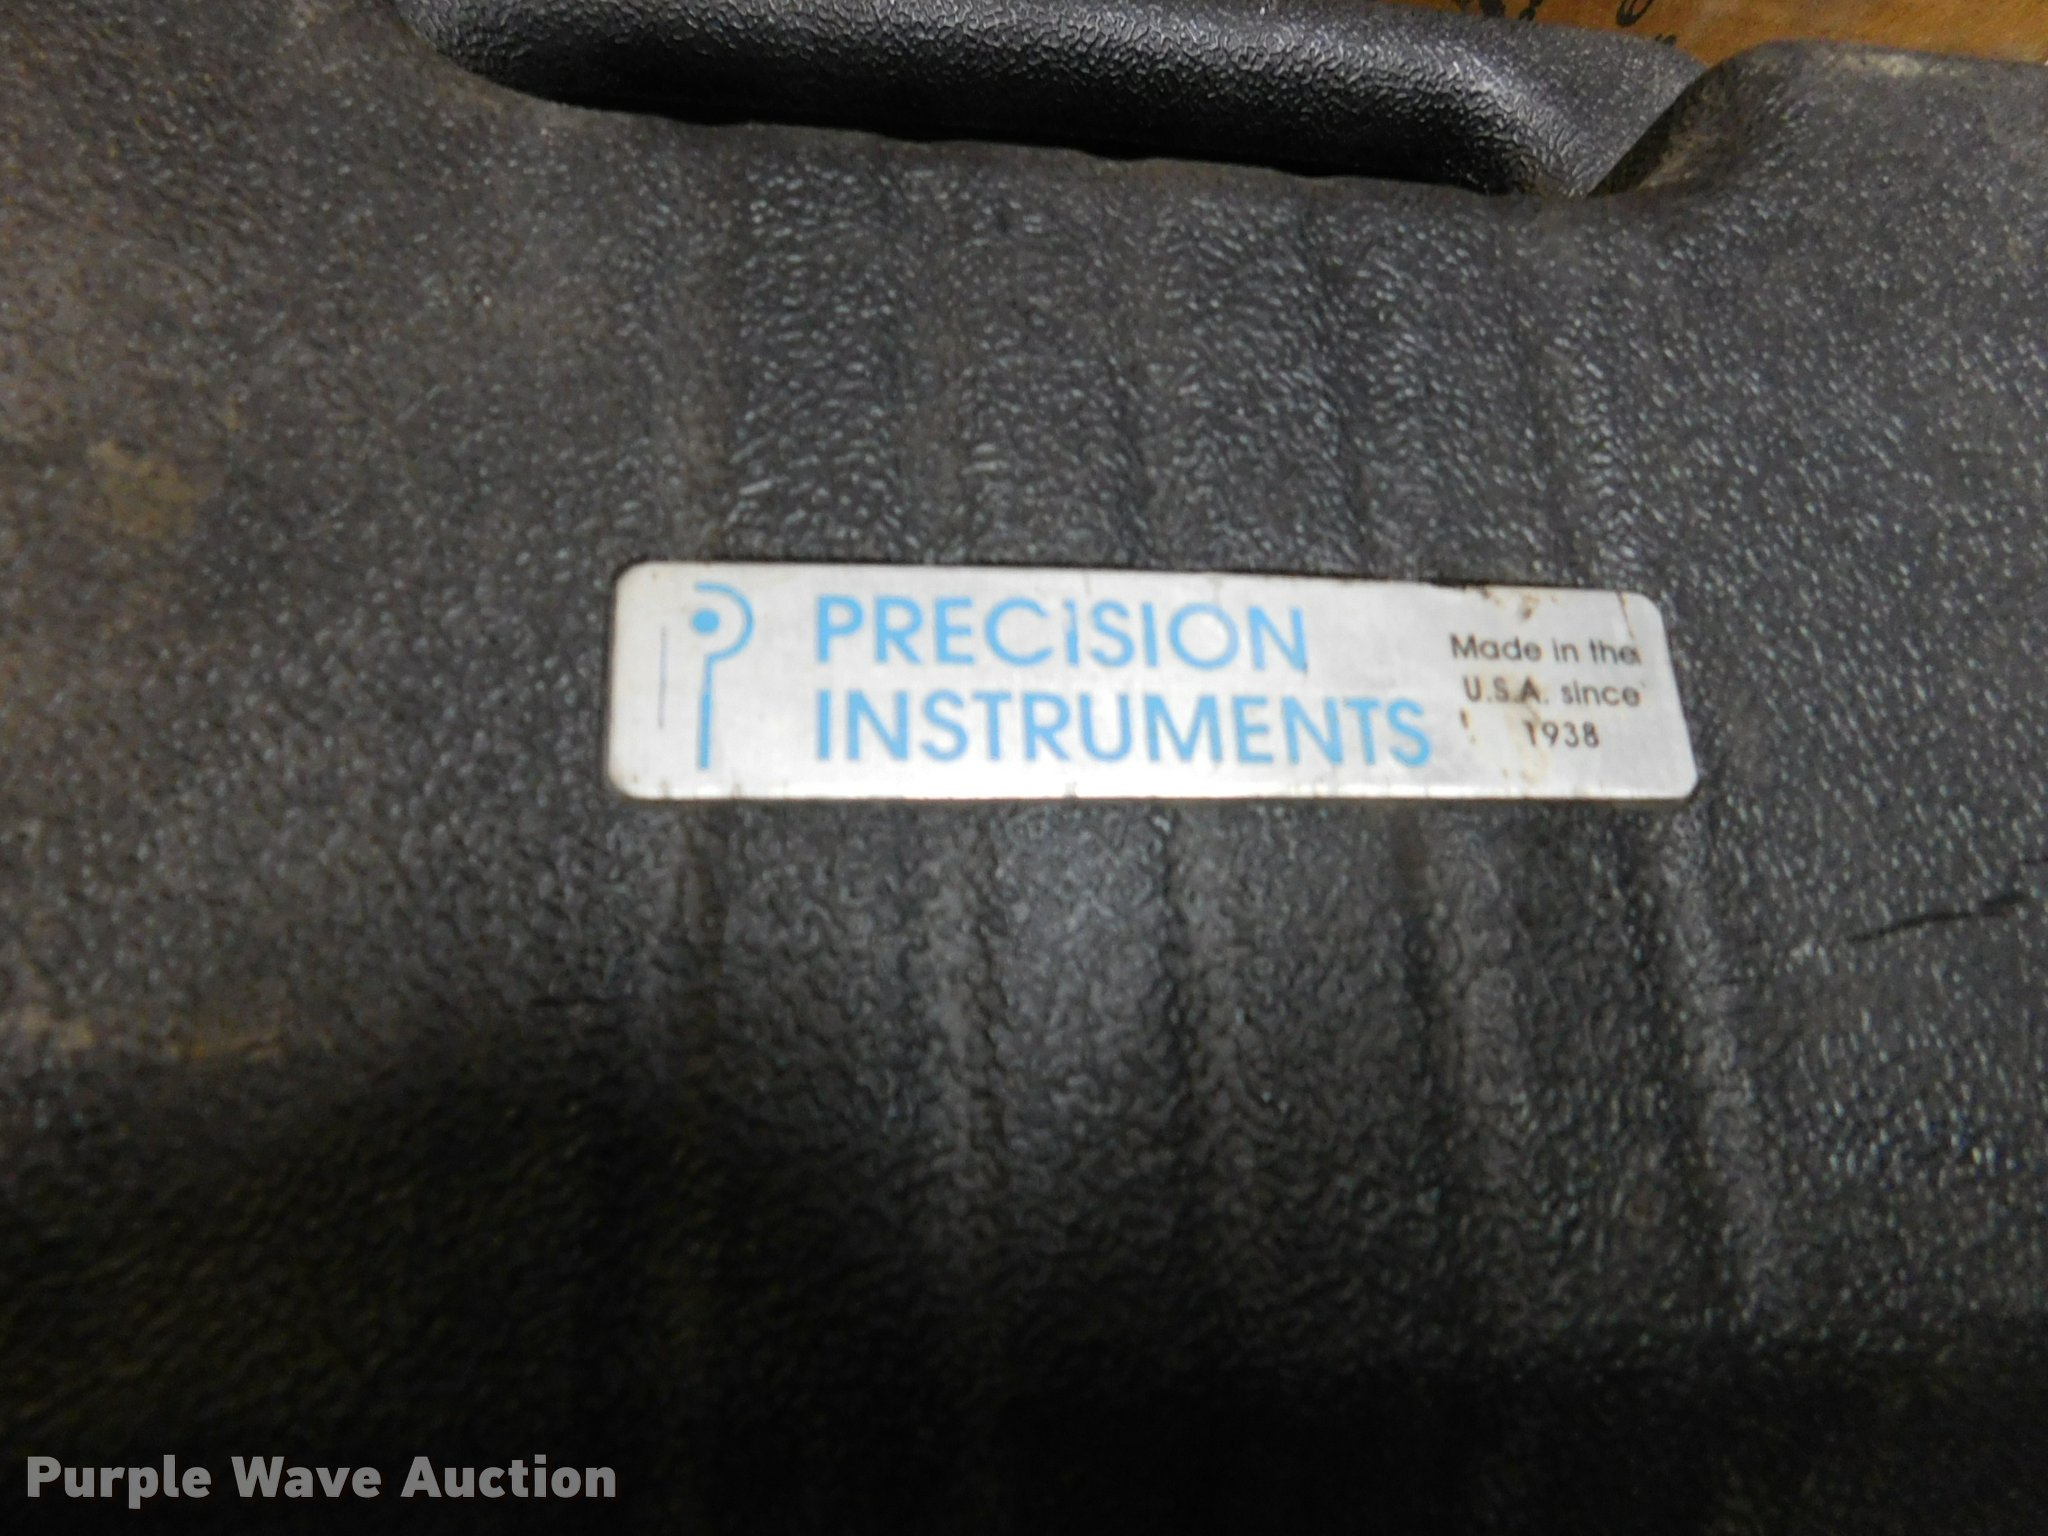 PRECISION
INSTRUMENTS
Made in the
U.S.A. since
1938
Purple Wave Auction